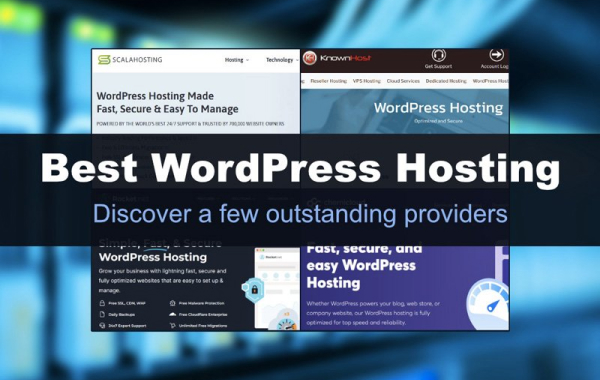 SCALAHOSTING
Hosting
Technology
WordPress Hosting Made
Fast, Secure & Easy To Manage
POWERED BY THE WORLD'S BEST 24/7 SUPPORT & TRUSTED BY 700,000 WEBSITE OWNERS
KnownHost
Get Support
Account Log
Reseller Hosting VPS Hosting Cloud Services Dedicated Hosting WordPress Host
WordPress Hosting
Optimized and Secure
Best WordPress Hosting
Discover a few outstanding providers
Simple, Fast, & Secure
WordPress Hosting
Grow your business with lightning fast, secure and
fully optimized websites that are easy to set up &
manage.
Free SSL, CDN, WAF
Free Malware Protection
Daily Backups
Free Cloudflare Enterprise
24x7 Expert Support
Unlimited Free Migrations
Fast, secure, and
easy WordPress
Hosting
Whether WordPress powers your blog, web store, or
company website, our WordPress hosting is fully
optimized for top speed and reliability.